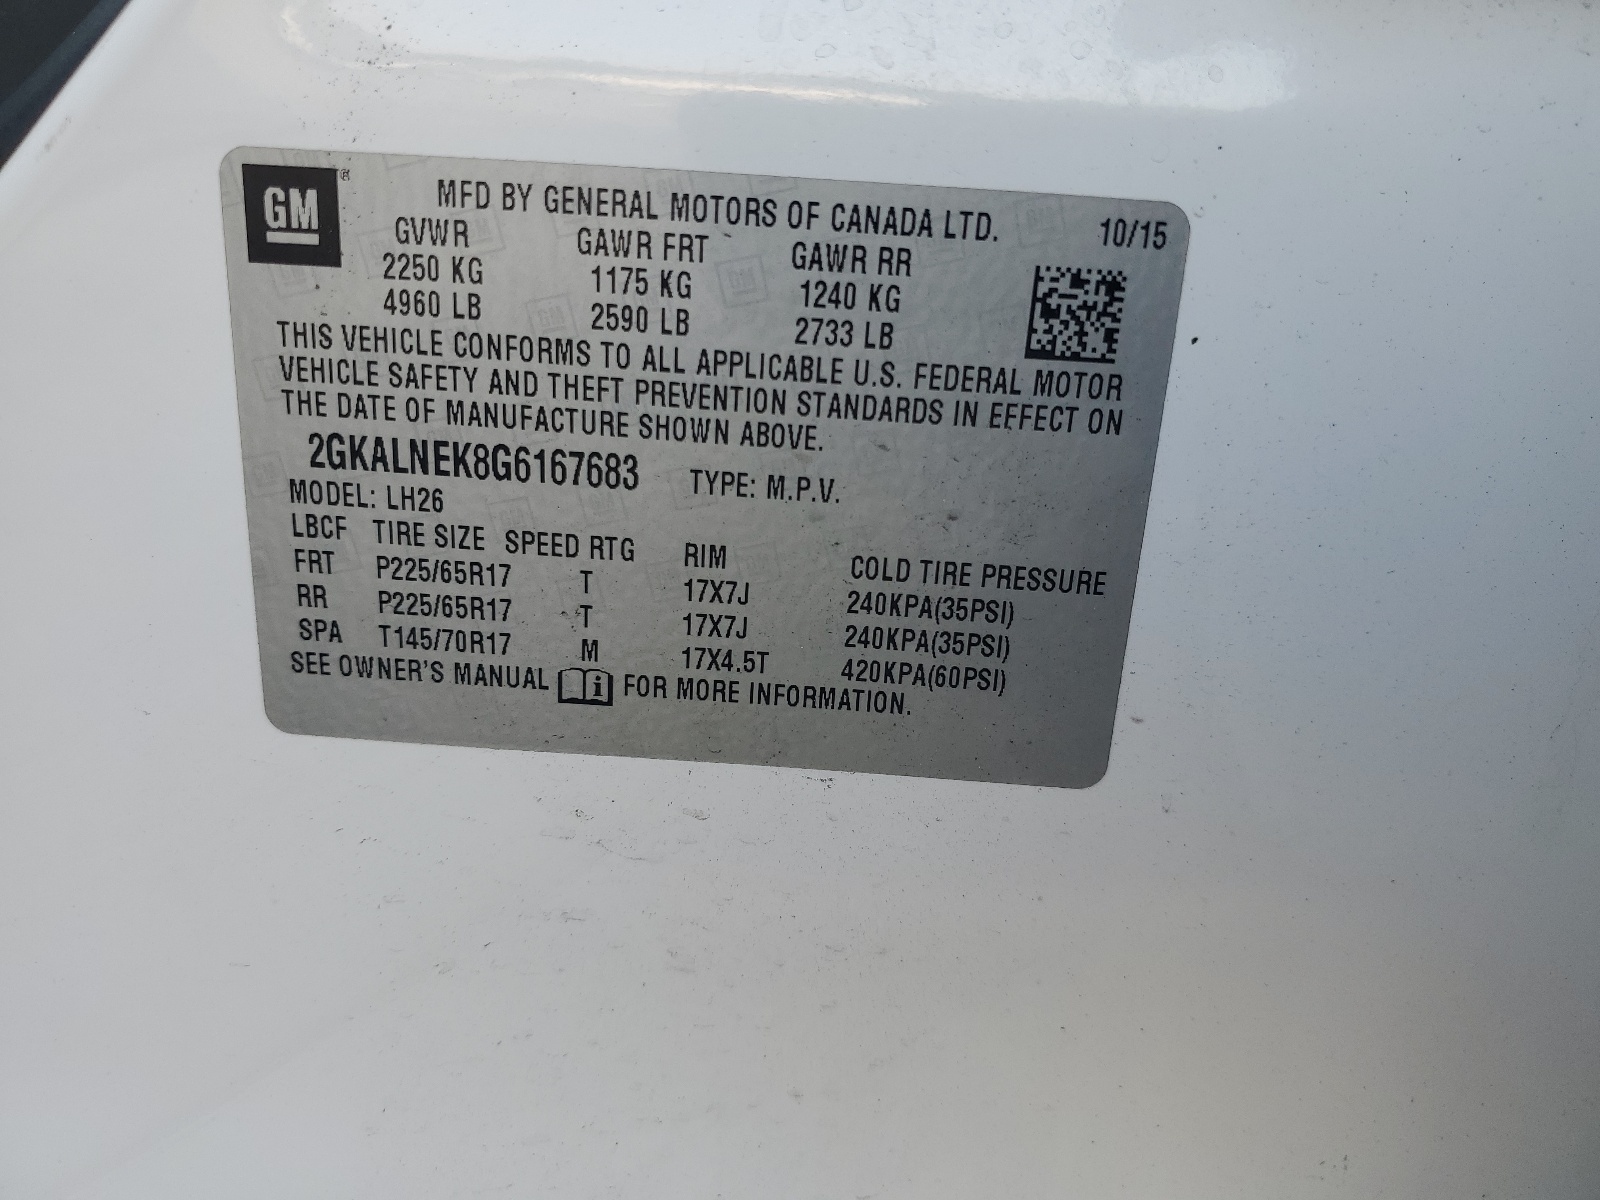 GM ®
MFD BY GENERAL MOTORS OF CANADA LTD. 10/15
GVWR GAWR FRT GAWR RR
2250 KG 1175 KG 1240 KG
4960 LB 2590 LB 2733 LB
THIS VEHICLE CONFORMS TO ALL APPLICABLE U.S. FEDERAL MOTOR
VEHICLE SAFETY AND THEFT PREVENTION STANDARDS IN EFFECT ON
THE DATE OF MANUFACTURE SHOWN ABOVE.
2GKALNEK8G6167683 TYPE: M.P.V.
MODEL: LH26
LBCF TIRE SIZE SPEED RTG RIM COLD TIRE PRESSURE
FRT P225/65R17 T 17X7J 240KPA(35PSI)
RR P225/65R17 T 17X7J 240KPA(35PSI)
SPA T145/70R17 M 17X4.5T 420KPA(60PSI)
SEE OWNER'S MANUAL i FOR MORE INFORMATION.